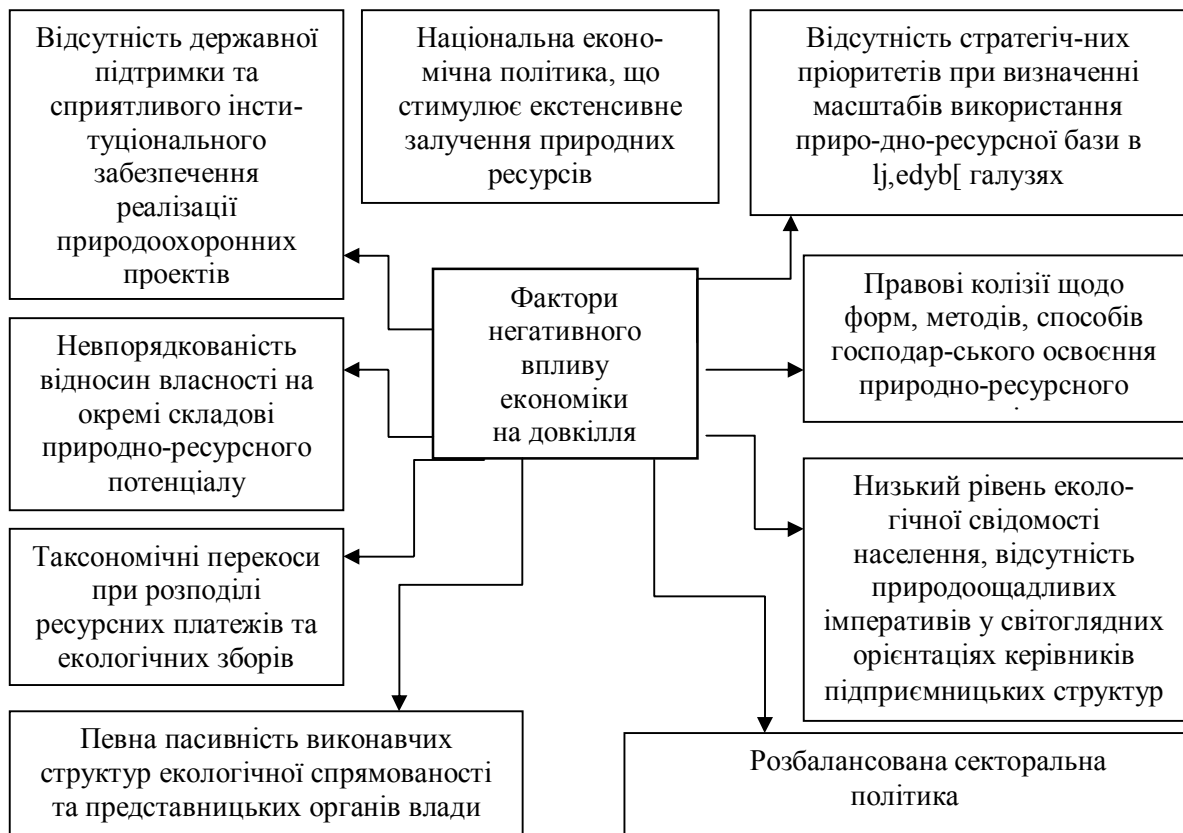 Відсутність державної
підтримки та
сприятливого інсти-
туціонального
забезпечення
реалізації
природоохоронних
проектів
Національна еконо-
мічна політика, що
стимулює екстенсивне
залучення природних
ресурсів
Відсутність стратегіч-них
пріоритетів при визначенні
масштабів використання
приро-дно-ресурсної бази в
lj,edyb[ галузях
Фактори
негативного
впливу
економіки
на довкілля
Правові колізії щодо
форм, методів, способів
господар-ського освоєння
природно-ресурсного
Невпорядкованість
відносин власності на
окремі складові
природно-ресурсного
потенціалу
Низький рівень еколо-
гічної свідомості
населення, відсутність
природоощадливих
імперативів у світоглядних
орієнтаціях керівників
підприємницьких структур
Таксономічні перекоси
при розподілі
ресурсних платежів та
екологічних зборів
Певна пасивність виконавчих
структур екологічної спрямованості
та представницьких органів влади
Розбалансована секторальна
політика